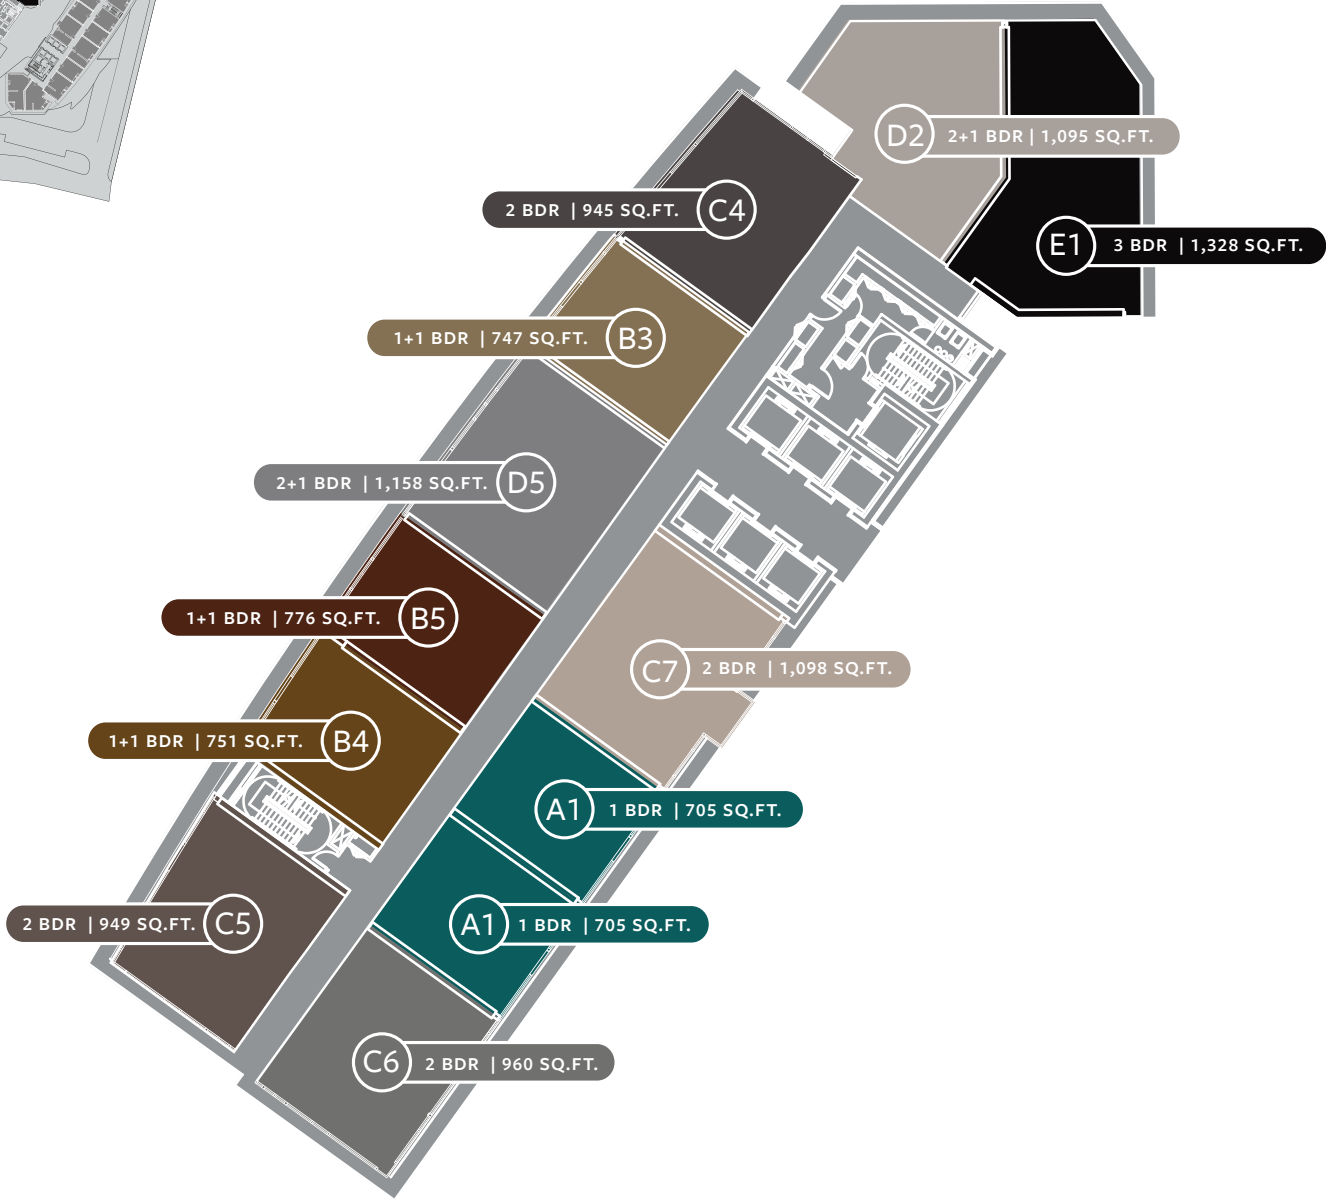 D2 2+1 BDR | 1,095 SQ.FT.
2 BDR | 945 SQ.FT. C4
E1 3 BDR | 1,328 SQ.FT.
1+1 BDR | 747 SQ.FT. B3
2+1 BDR | 1,158 SQ.FT. D5
1+1 BDR | 776 SQ.FT. B5
C7 2 BDR | 1,098 SQ.FT.
1+1 BDR | 751 SQ.FT. B4
A1 1 BDR | 705 SQ.FT.
2 BDR | 949 SQ.FT. C5
A1 1 BDR | 705 SQ.FT.
C6 2 BDR | 960 SQ.FT.